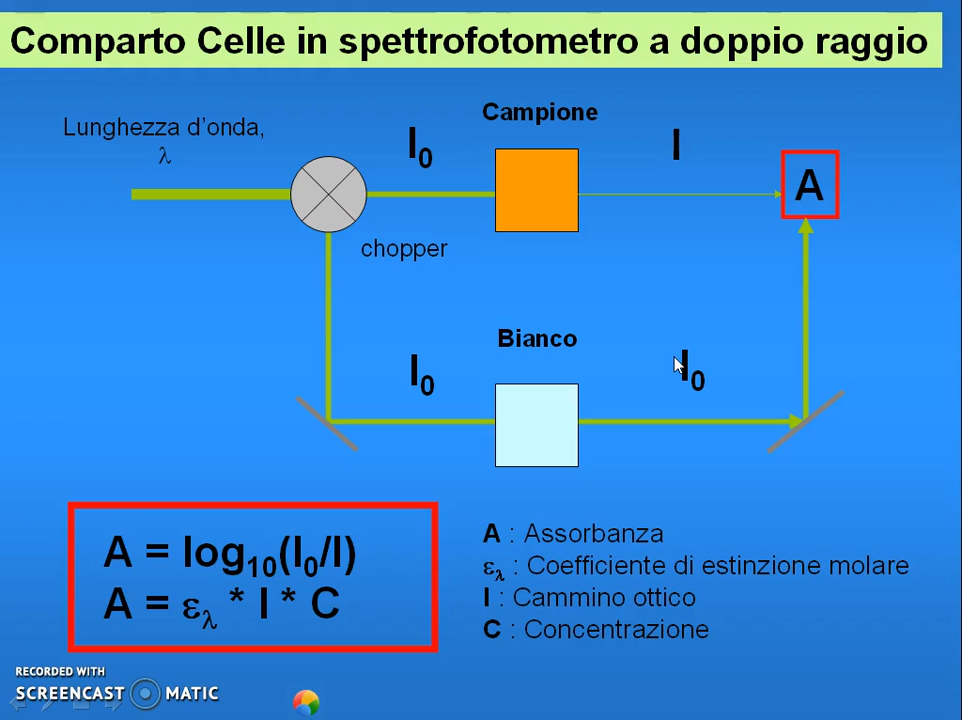 Comparto Celle in spettrofotometro a doppio raggio
Lunghezza d'onda,
λ
I₀
Campione
I
A
chopper
Bianco
I₀
I₀
A = log₁₀(I₀/I)
A = ελ * l * C
A : Assorbanza
ελ : Coefficiente di estinzione molare
l : Cammino ottico
C : Concentrazione
RECORDED WITH
SCREENCAST MATIC